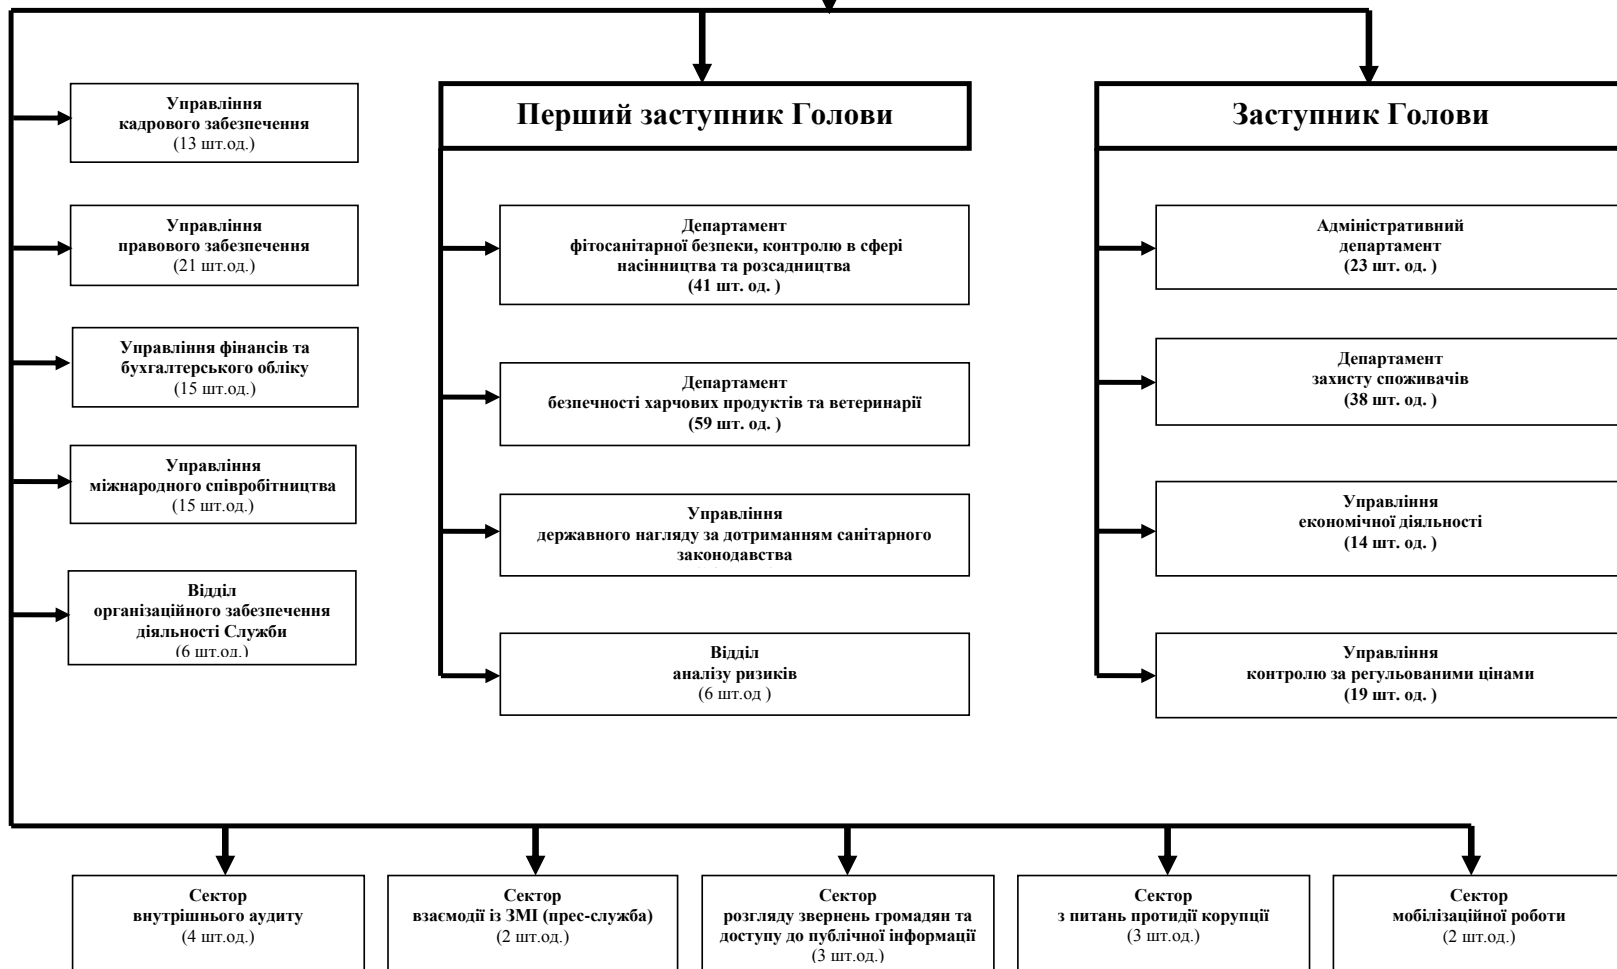 Управління
кадрового забезпечення
(13 шт.од.)
Управління
правового забезпечення
(21 шт.од.)
Управління фінансів та
бухгалтерського обліку
(15 шт.од.)
Управління
міжнародного співробітництва
(15 шт.од.)
Відділ
організаційного забезпечення
діяльності Служби
(6 шт.од.)
Перший заступник Голови
Департамент
фітосанітарної безпеки, контролю в сфері
насінництва та розсадництва
(41 шт. од. )
Департамент
безпечності харчових продуктів та ветеринарії
(59 шт. од. )
Управління
державного нагляду за дотриманням санітарного
законодавства
Відділ
аналізу ризиків
(6 шт.од )
Заступник Голови
Адміністративний
департамент
(23 шт. од. )
Департамент
захисту споживачів
(38 шт. од. )
Управління
економічної діяльності
(14 шт. од. )
Управління
контролю за регульованими цінами
(19 шт. од. )
Сектор
внутрішнього аудиту
(4 шт.од.)
Сектор
взаємодії із ЗМІ (прес-служба)
(2 шт.од.)
Сектор
розгляду звернень громадян та
доступу до публічної інформації
(3 шт.од.)
Сектор
з питань протидії корупції
(3 шт.од.)
Сектор
мобілізаційної роботи
(2 шт.од.)